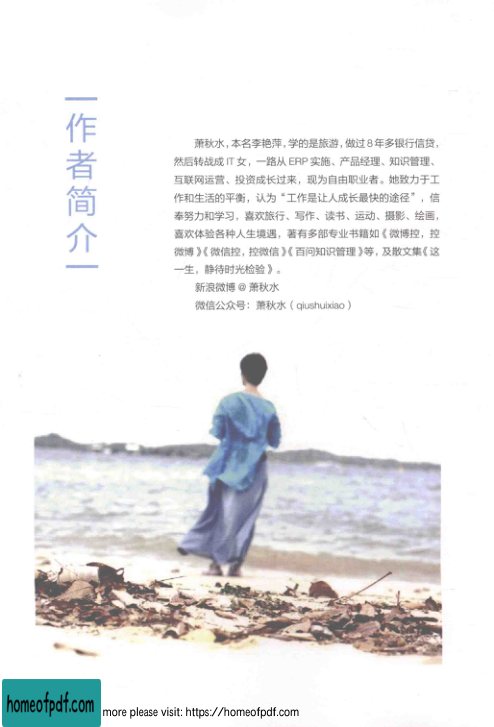 作者简介
萧秋水，本名李艳萍，学的是旅游，做过8年多银行信贷，
然后转战成IT女，一路从ERP实施、产品经理、知识管理、
互联网运营、投资成长过来，现为自由职业者。她致力于工
作和生活的平衡，认为“工作是让人成长最快的途径”，信
奉努力和学习，喜欢旅行、写作、读书、运动、摄影、绘画，
喜欢体验各种人生境遇，著有多部专业书籍如《微博控，控
微博》《微信控，控微信》《百问知识管理》等，及散文集《这
一生，静待时光检验》。
新浪微博@萧秋水
微信公众号：萧秋水（qiushuixiao）
homeofpdf.com
more please visit: https://homeofpdf.com